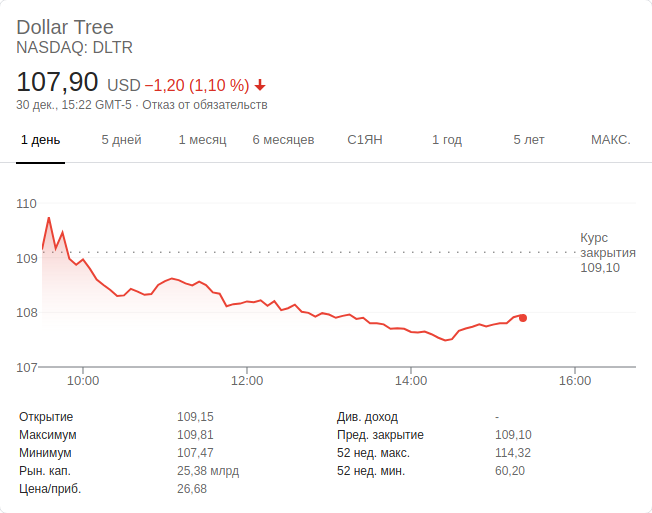 Dollar Tree
NASDAQ: DLTR
107,90 USD −1,20 (1,10 %)
30 дек., 15:22 GMT-5 · Отказ от обязательств
1 день 5 дней 1 месяц 6 месяцев С1ЯН 1 год 5 лет МАКС.
110
109
108
107
Курс
закрытия
109,10
10:00 12:00 14:00 16:00
Открытие 109,15 Див. доход -
Максимум 109,81 Пред. закрытие 109,10
Минимум 107,47 52 нед. макс. 114,32
Рын. кап. 25,38 млрд 52 нед. мин. 60,20
Цена/приб. 26,68